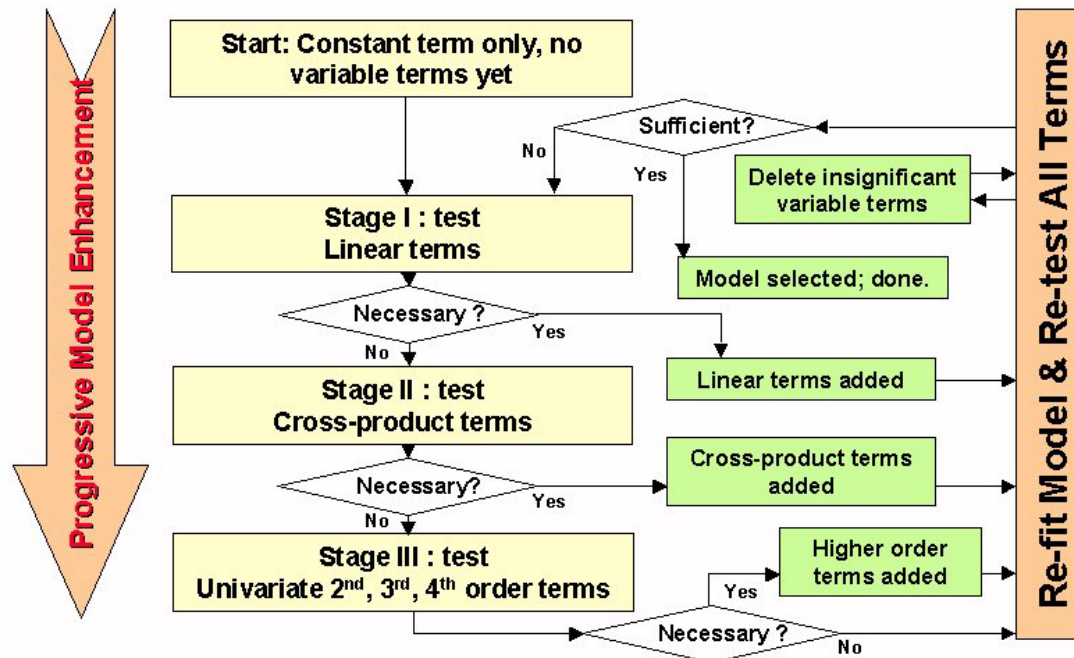 Progressive Model Enhancement
Start: Constant term only, no
variable terms yet
Sufficient?
No
Yes
Delete insignificant
variable terms
Stage I : test
Linear terms
Model selected; done.
Necessary ?
Yes
No
Linear terms added
Stage II : test
Cross-product terms
Cross-product terms
added
Necessary?
Yes
No
Stage III : test
Univariate 2nd, 3rd, 4th order terms
Higher order
terms added
Yes
Necessary ?
No
Re-fit Model & Re-test All Terms